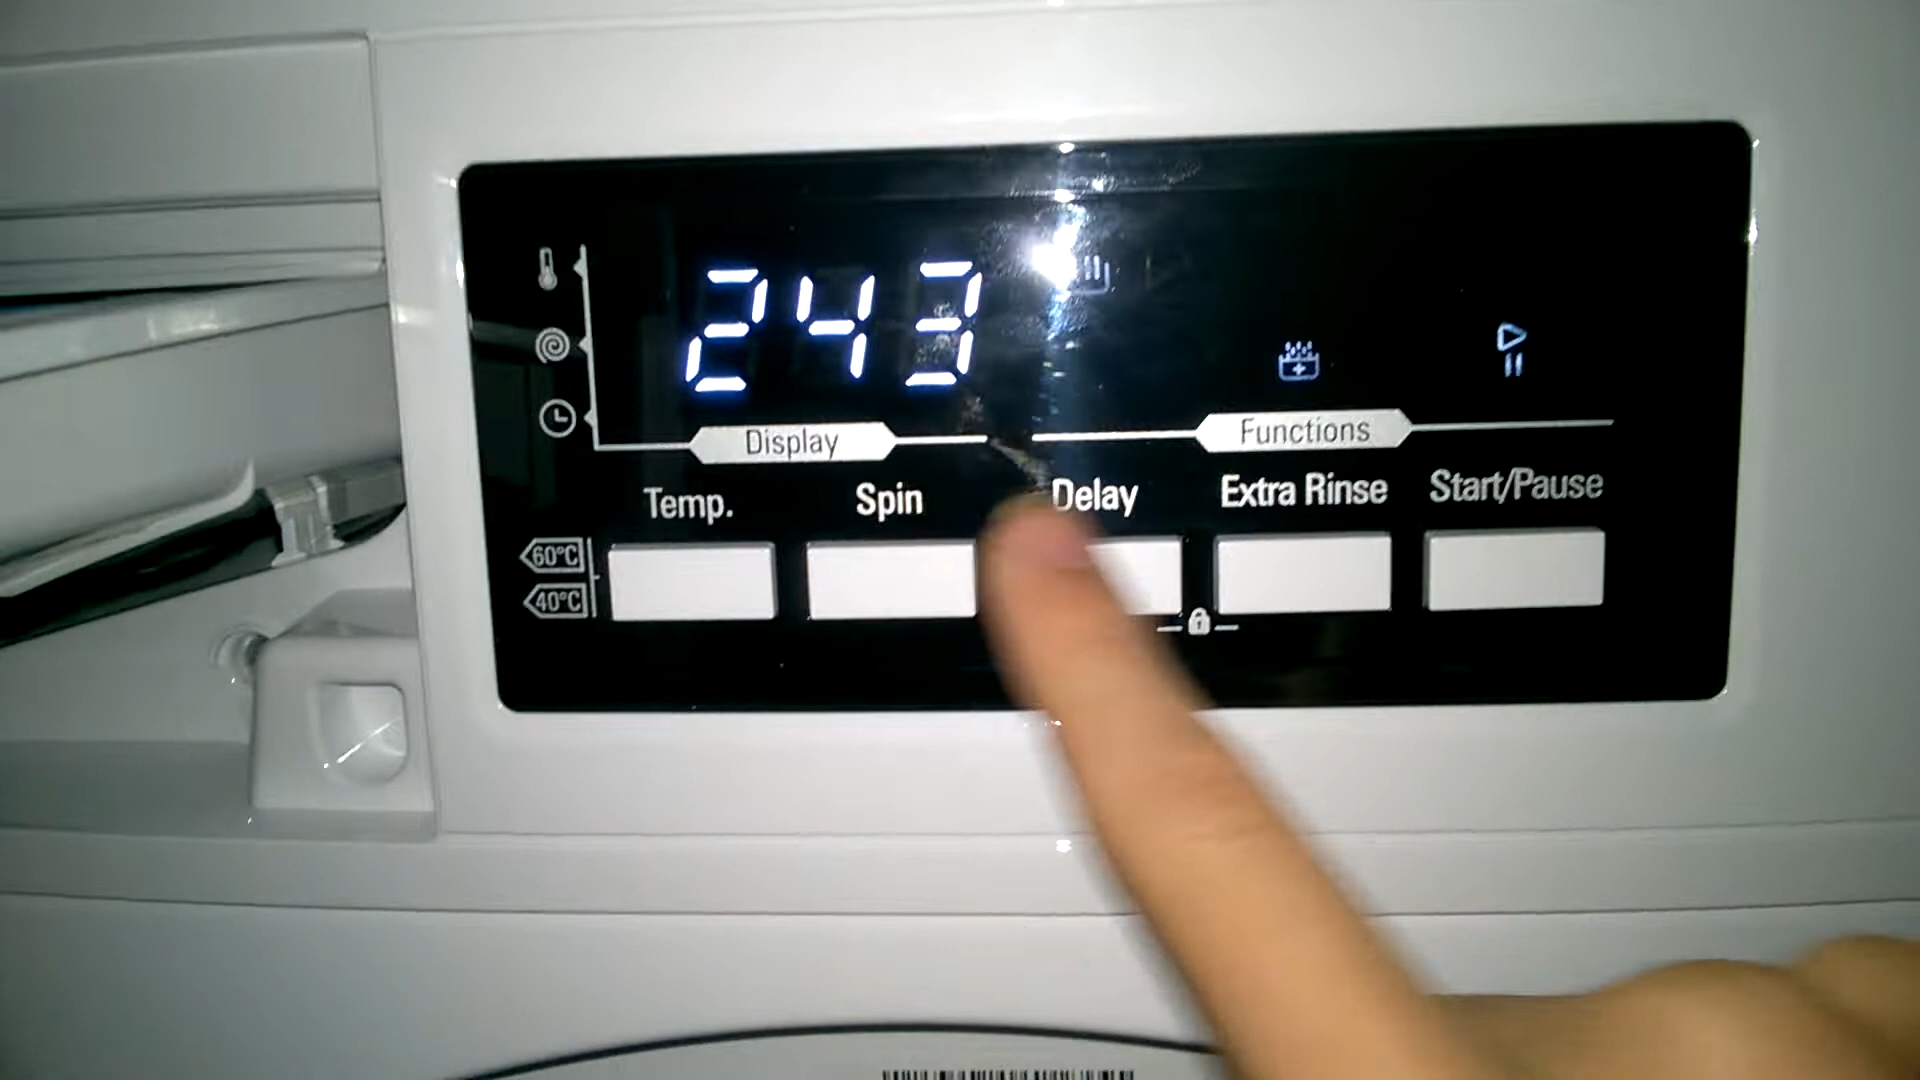 243
Display
Functions
Temp.
Spin
Delay
Extra Rinse
Start/Pause
60°C
40°C